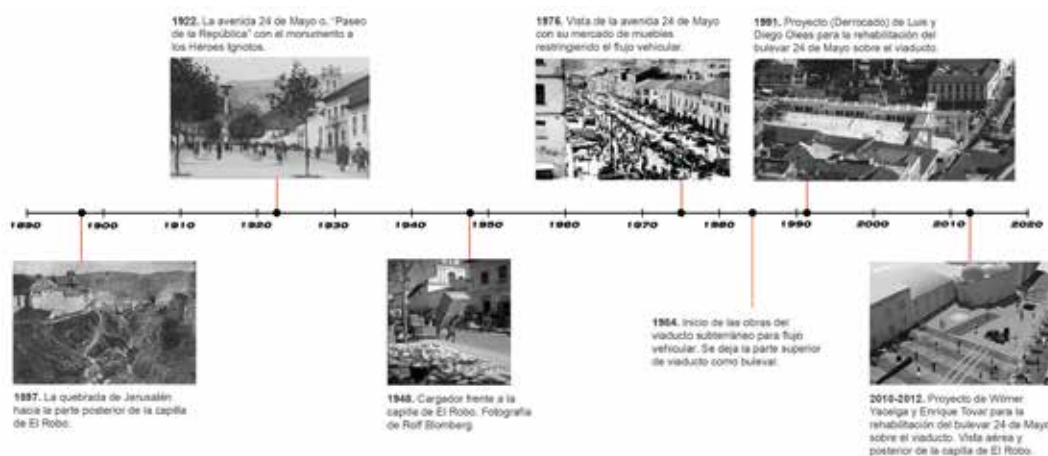 1922. La avenida 24 de Mayo o, "Paseo
de la República" con el monumento a
los Héroes Ignotos.
1976. Vista de la avenida 24 de Mayo
con su mercado de muebles
restringiendo el flujo vehicular.
1991. Proyecto (Derrocado) de Luis y
Diego Oleas para la rehabilitación del
bulevar 24 de Mayo sobre el viaducto.
1890 1900 1910 1920 1930 1940 1950 1960 1970 1980 1990 2000 2010 2020
1897. La quebrada de Jerusalén
hacia la parte posterior de la capilla
de El Robo.
1948. Cargador frente a la
capilla de El Robo. Fotografía
de Rolf Blomberg
1984. Inicio de las obras del
viaducto subterráneo para flujo
vehicular. Se deja la parte superior
de viaducto como bulevar.
2010-2012. Proyecto de Wilmer
Yacelga y Enrique Tovar para la
rehabilitación del bulevar 24 de Mayo
sobre el viaducto. Vista aérea y
posterior de la capilla de El Robo.